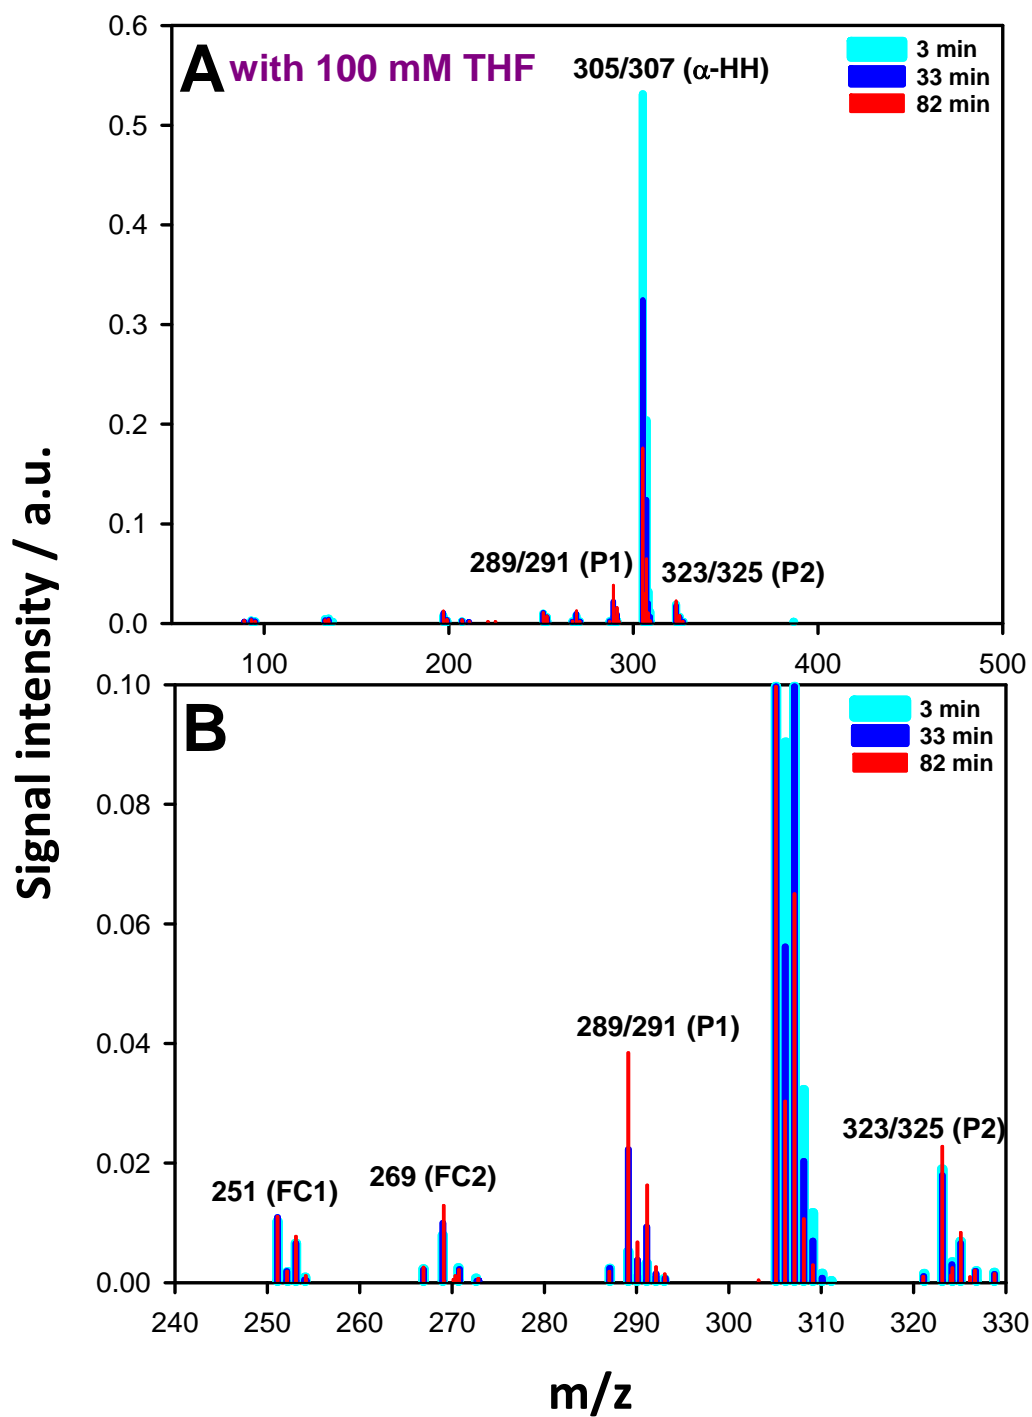 A with 100 mM THF
305/307 (α-HH)
3 min
33 min
82 min
0.6
0.5
0.4
0.3
0.2
0.1
0.0
289/291 (P1)
323/325 (P2)
100 200 300 400 500
B
3 min
33 min
82 min
0.10
0.08
0.06
0.04
0.02
0.00
289/291 (P1)
323/325 (P2)
269 (FC2)
251 (FC1)
240 250 260 270 280 290 300 310 320 330
m/z
Signal intensity / a.u.